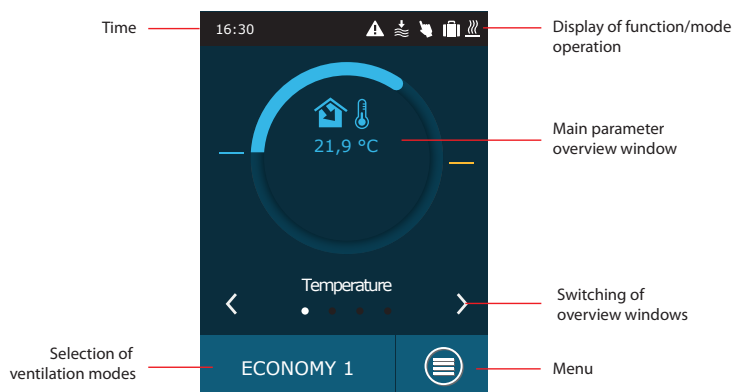 Time
16:30
Display of function/mode
operation
21,9 °C
Main parameter
overview window
Temperature
Switching of
overview windows
Selection of
ventilation modes
ECONOMY 1
Menu